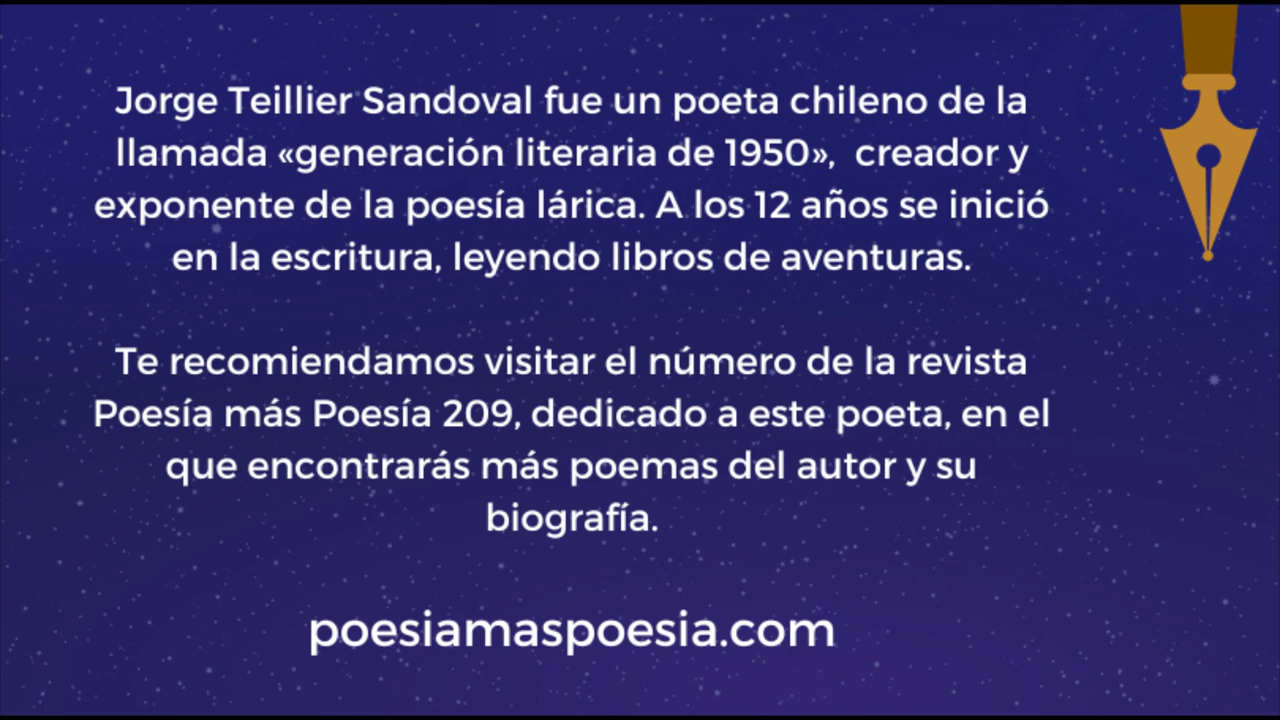 Jorge Teillier Sandoval fue un poeta chileno de la
llamada «generación literaria de 1950»,  creador y
exponente de la poesía lárica. A los 12 años se inició
en la escritura, leyendo libros de aventuras.
Te recomiendamos visitar el número de la revista
Poesía más Poesía 209, dedicado a este poeta, en el
que encontrarás más poemas del autor y su
biografía.
poesiamaspoesia.com